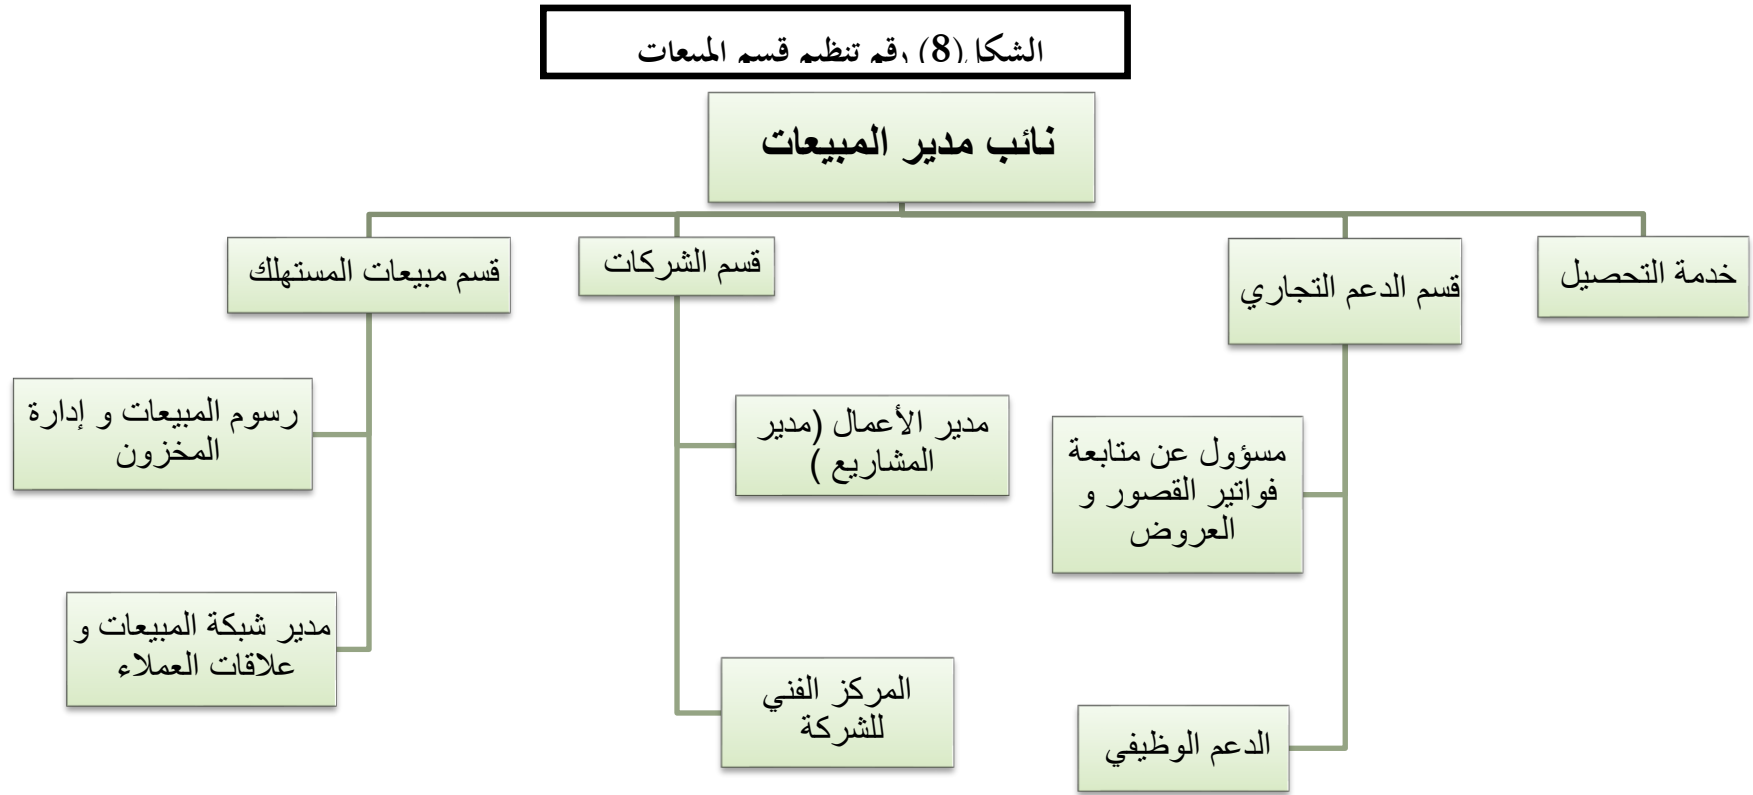 الشكل (8) رقم تنظيم قسم المبيعات
نائب مدير المبيعات
خدمة التحصيل
قسم الدعم التجاري
قسم الشركات
قسم مبيعات المستهلك
مسؤول عن متابعة
فواتير القصور و
العروض
الدعم الوظيفي
مدير الأعمال (مدير
المشاريع )
المركز الفني
للشركة
رسوم المبيعات و إدارة
المخزون
مدير شبكة المبيعات و
علاقات العملاء